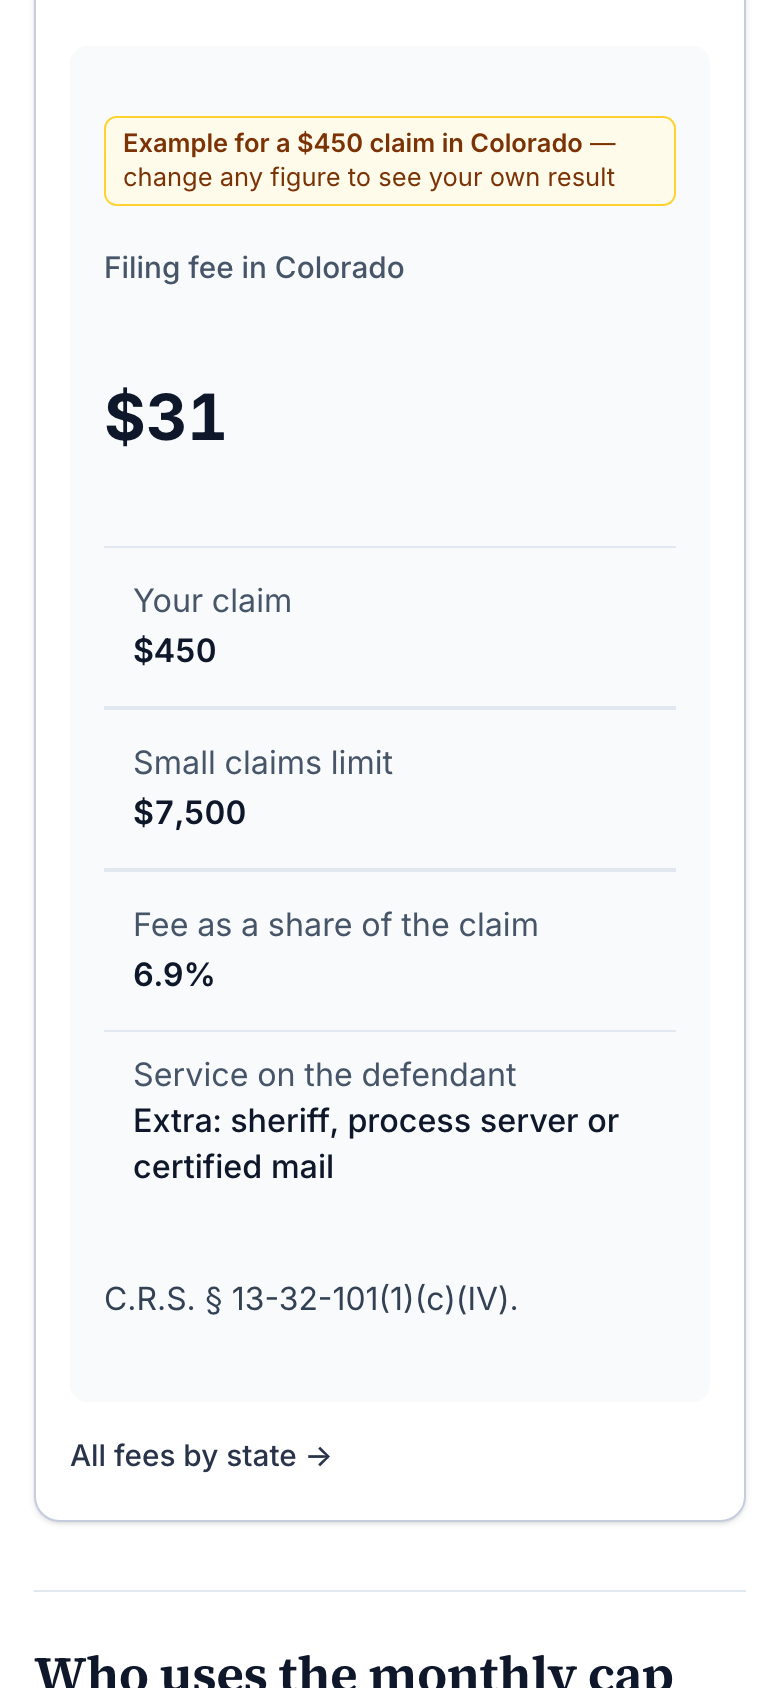 Example for a $450 claim in Colorado —
change any figure to see your own result
Filing fee in Colorado
$31
Your claim
$450
Small claims limit
$7,500
Fee as a share of the claim
6.9%
Service on the defendant
Extra: sheriff, process server or
certified mail
C.R.S. § 13-32-101(1)(c)(IV).
All fees by state →
Who uses the monthly cap